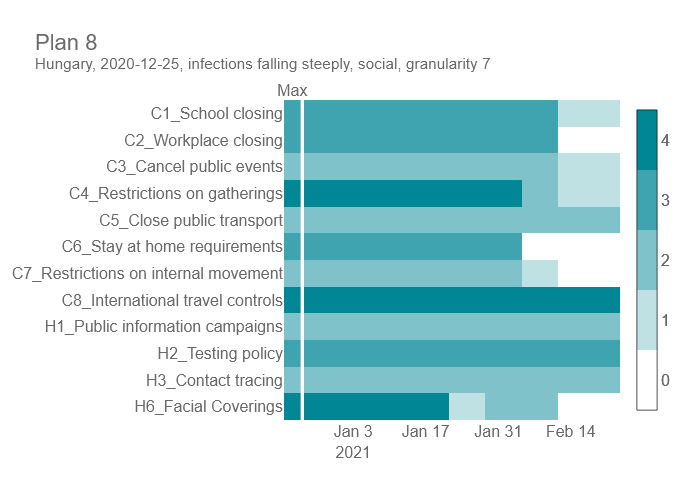 Plan 8
Hungary, 2020-12-25, infections falling steeply, social, granularity 7
Max
C1_School closing
C2_Workplace closing
C3_Cancel public events
C4_Restrictions on gatherings
C5_Close public transport
C6_Stay at home requirements
C7_Restrictions on internal movement
C8_International travel controls
H1_Public information campaigns
H2_Testing policy
H3_Contact tracing
H6_Facial Coverings
Jan 3 Jan 17 Jan 31 Feb 14
2021
4
3
2
1
0